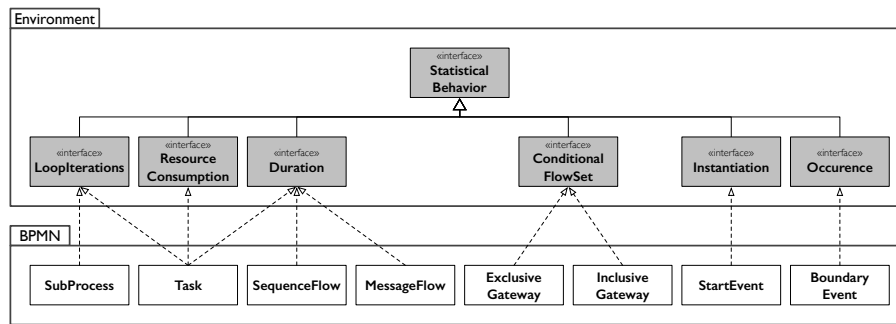 Environment
«interface»
Statistical
Behavior
«interface»
LoopIterations
«interface»
Resource
Consumption
«interface»
Duration
«interface»
Conditional
FlowSet
«interface»
Instantiation
«interface»
Occurence
BPMN
SubProcess
Task
SequenceFlow
MessageFlow
Exclusive
Gateway
Inclusive
Gateway
StartEvent
Boundary
Event